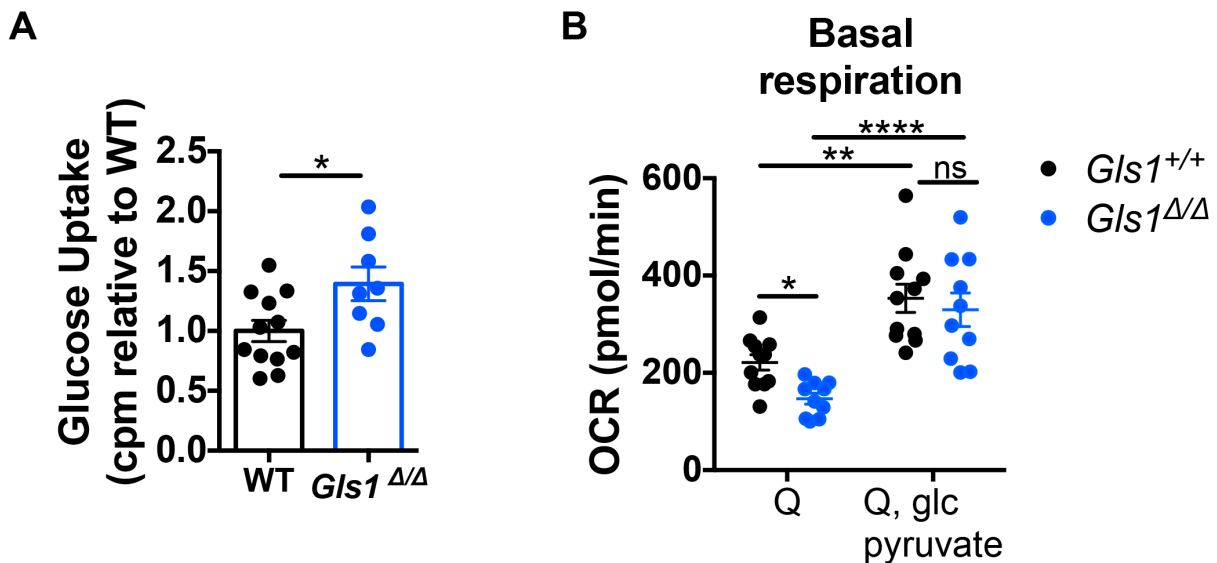 A
Glucose Uptake
(cpm relative to WT)
2.5
2.0
1.5
1.0
0.5
0.0
*
WT
Gls1 Δ/Δ
B
Basal
respiration
****
**
ns
*
OCR (pmol/min)
600
400
200
0
Q
Q, glc
pyruvate
Gls1+/+
Gls1Δ/Δ